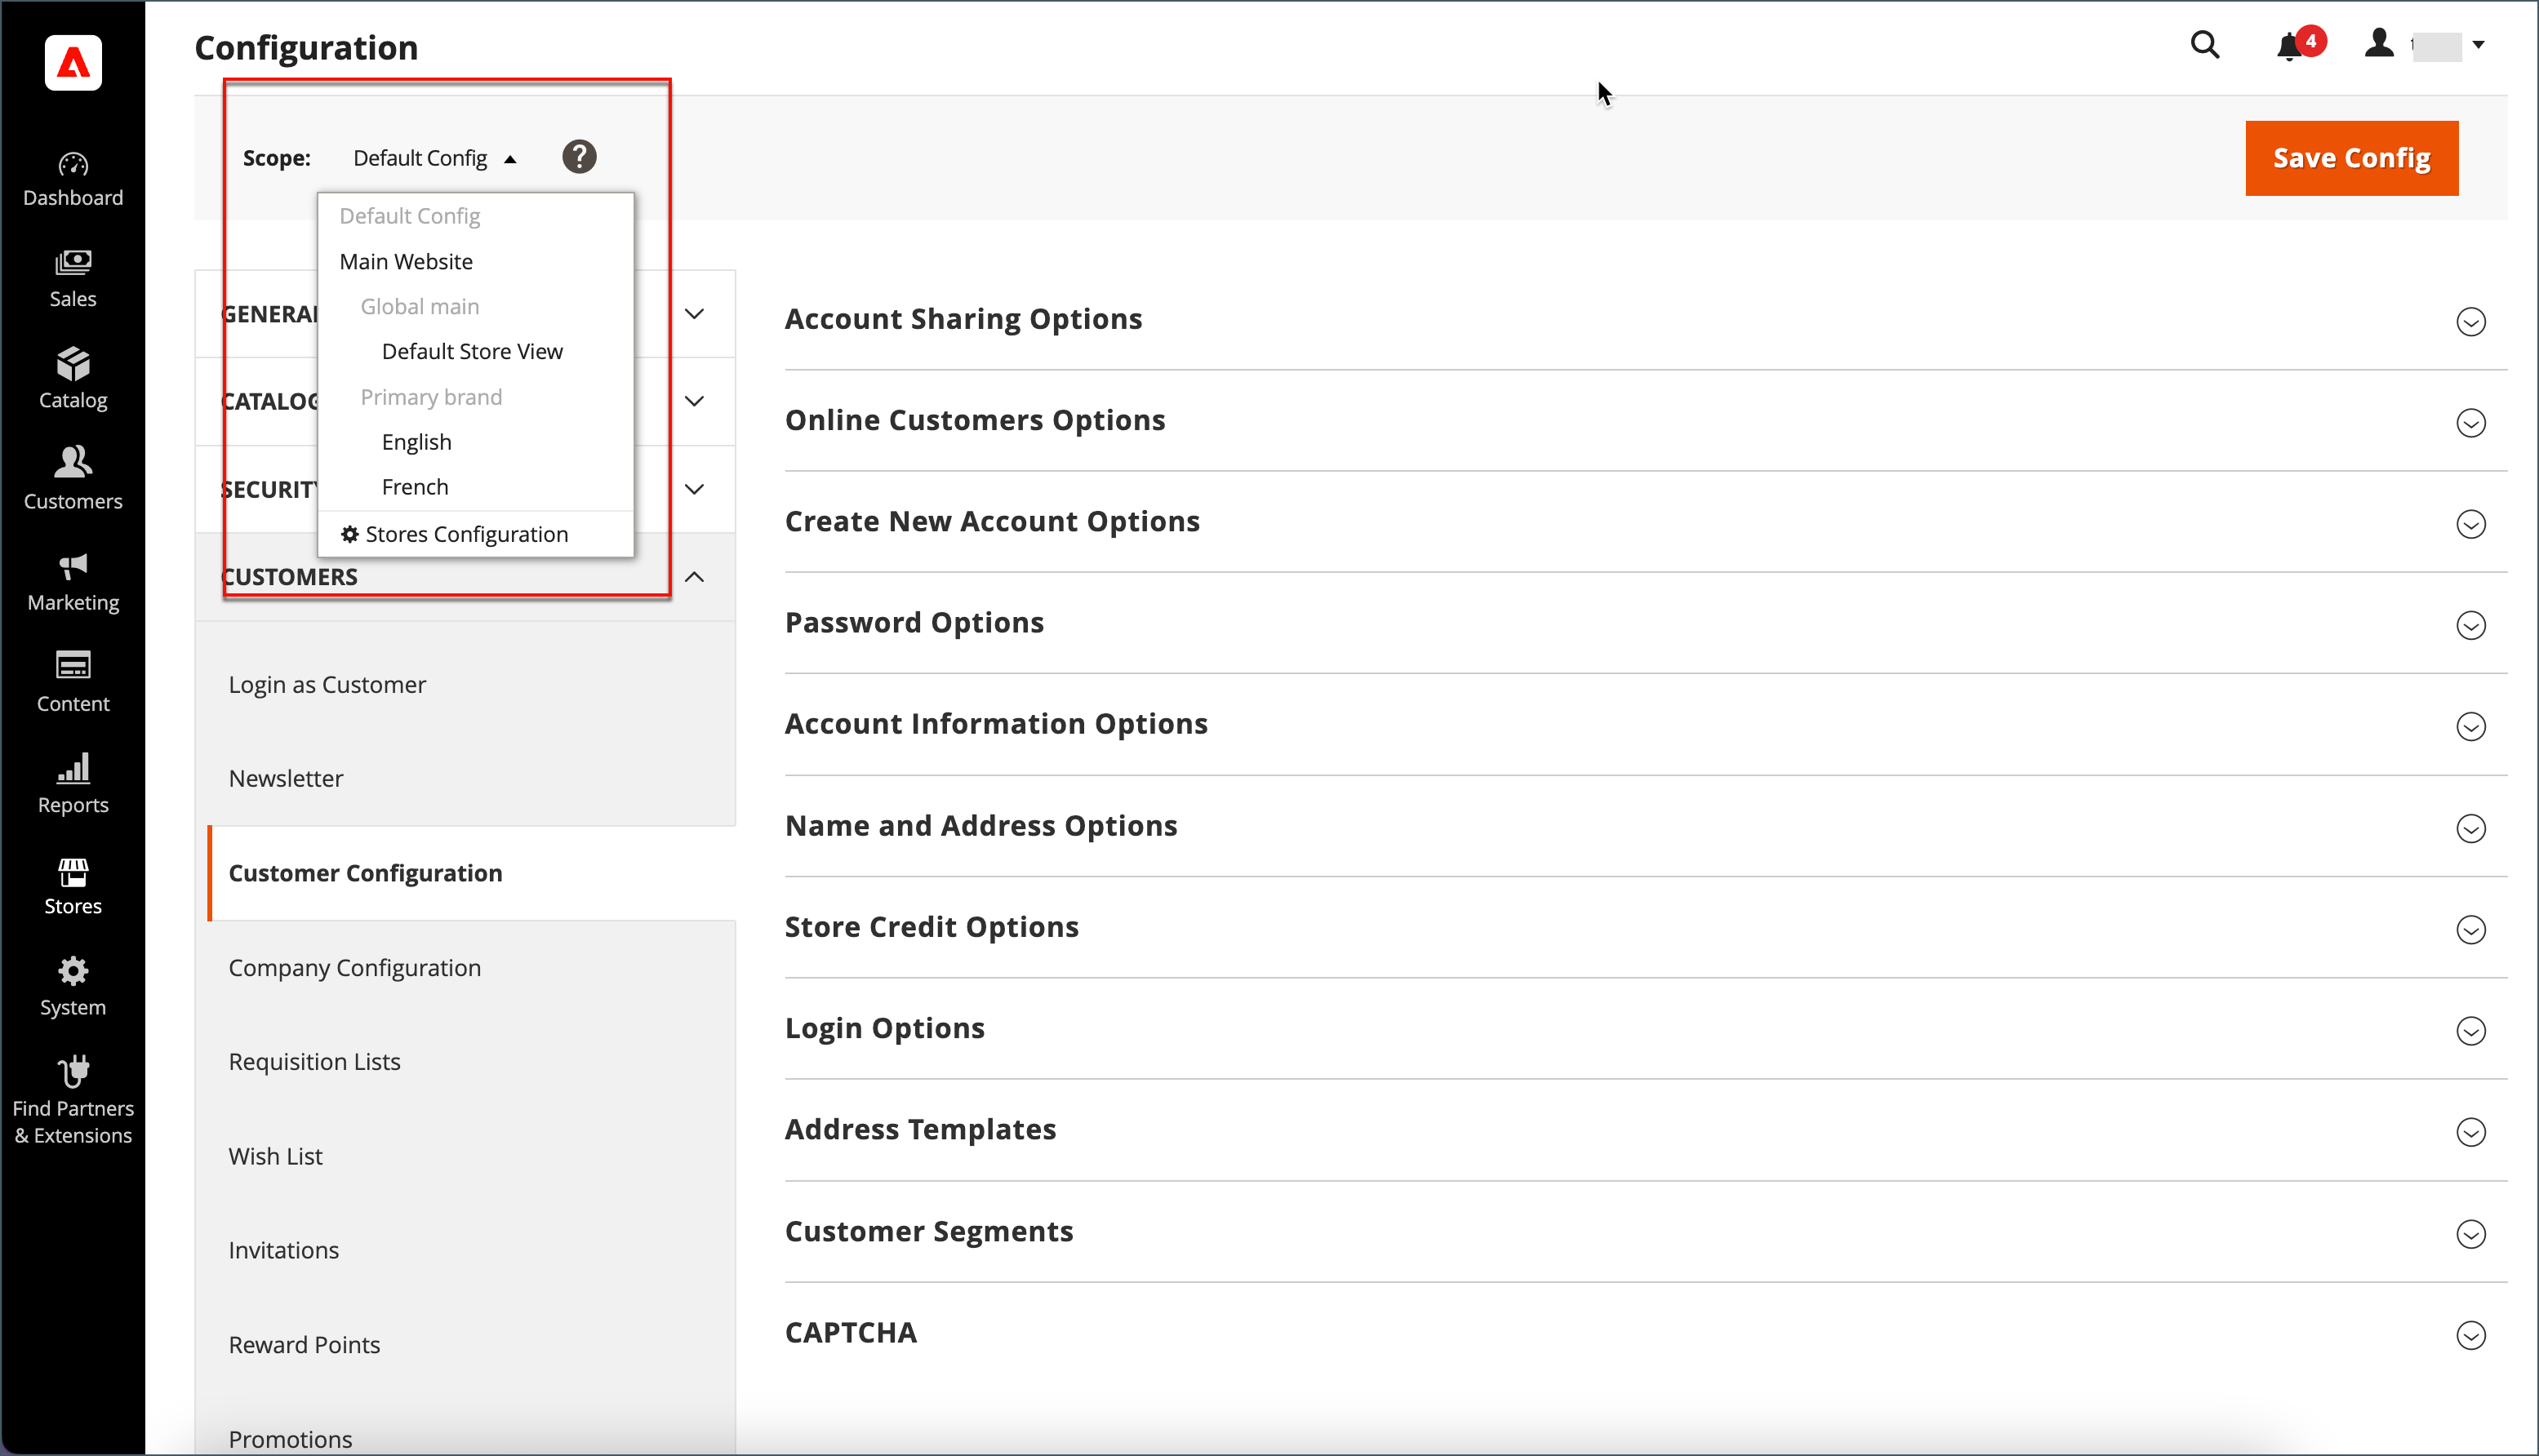 Configuration
4
Scope:
Default Config
?
Save Config
Default Config
Main Website
Global main
Default Store View
Primary brand
English
French
Stores Configuration
CUSTOMERS
Login as Customer
Newsletter
Customer Configuration
Company Configuration
Requisition Lists
Wish List
Invitations
Reward Points
Promotions
Dashboard
Sales
Catalog
Customers
Marketing
Content
Reports
Stores
System
Find Partners
& Extensions
Account Sharing Options
Online Customers Options
Create New Account Options
Password Options
Account Information Options
Name and Address Options
Store Credit Options
Login Options
Address Templates
Customer Segments
CAPTCHA